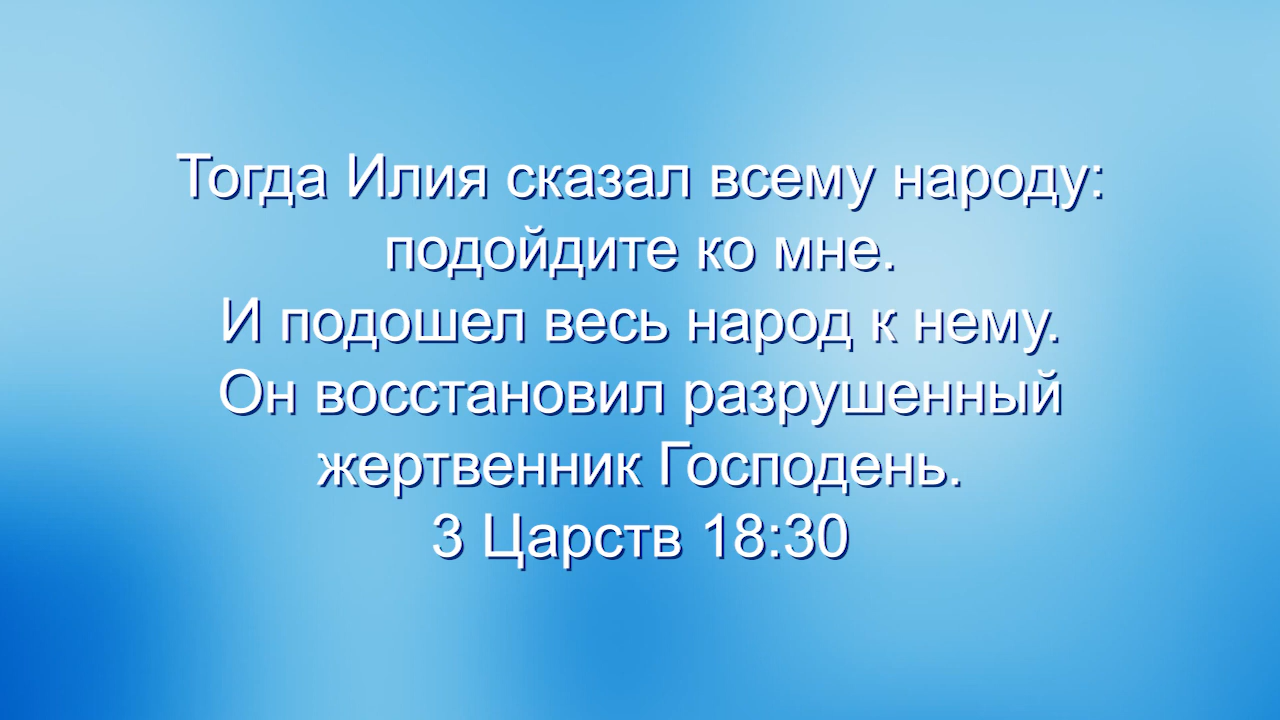 Тогда Илия сказал всему народу:
подойдите ко мне.
И подошел весь народ к нему.
Он восстановил разрушенный
жертвенник Господень.
3 Царств 18:30